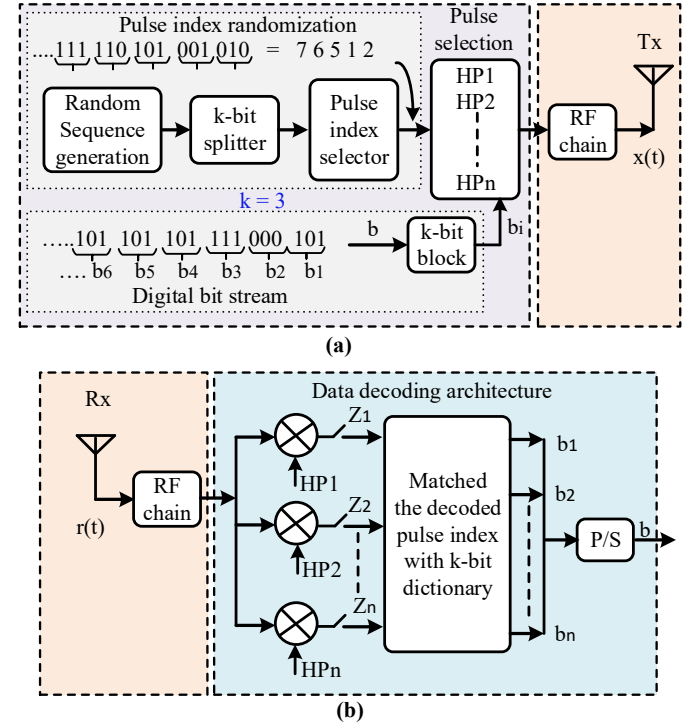 Pulse index randomization
....111 110 101 001 010 = 7 6 5 1 2
Random
Sequence
generation
k-bit
splitter
Pulse
index
selector
Pulse
selection
HP1
HP2
HPn
Tx
RF
chain
x(t)
k = 3
.....101 101 101 111 000 101
.... b6 b5 b4 b3 b2 b1
Digital bit stream
b
k-bit
block
bi
(a)
Rx
RF
chain
r(t)
Data decoding architecture
Z1
HP1
Z2
HP2
Zn
HPn
Matched
the decoded
pulse index
with k-bit
dictionary
b1
b2
bn
P/S
b
(b)